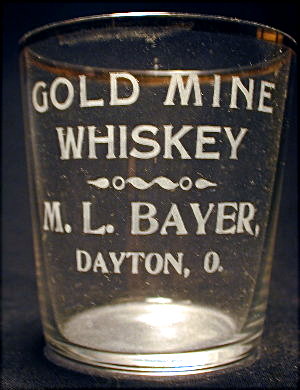 GOLD MINE
WHISKEY
M. L. BAYER,
DAYTON, O.